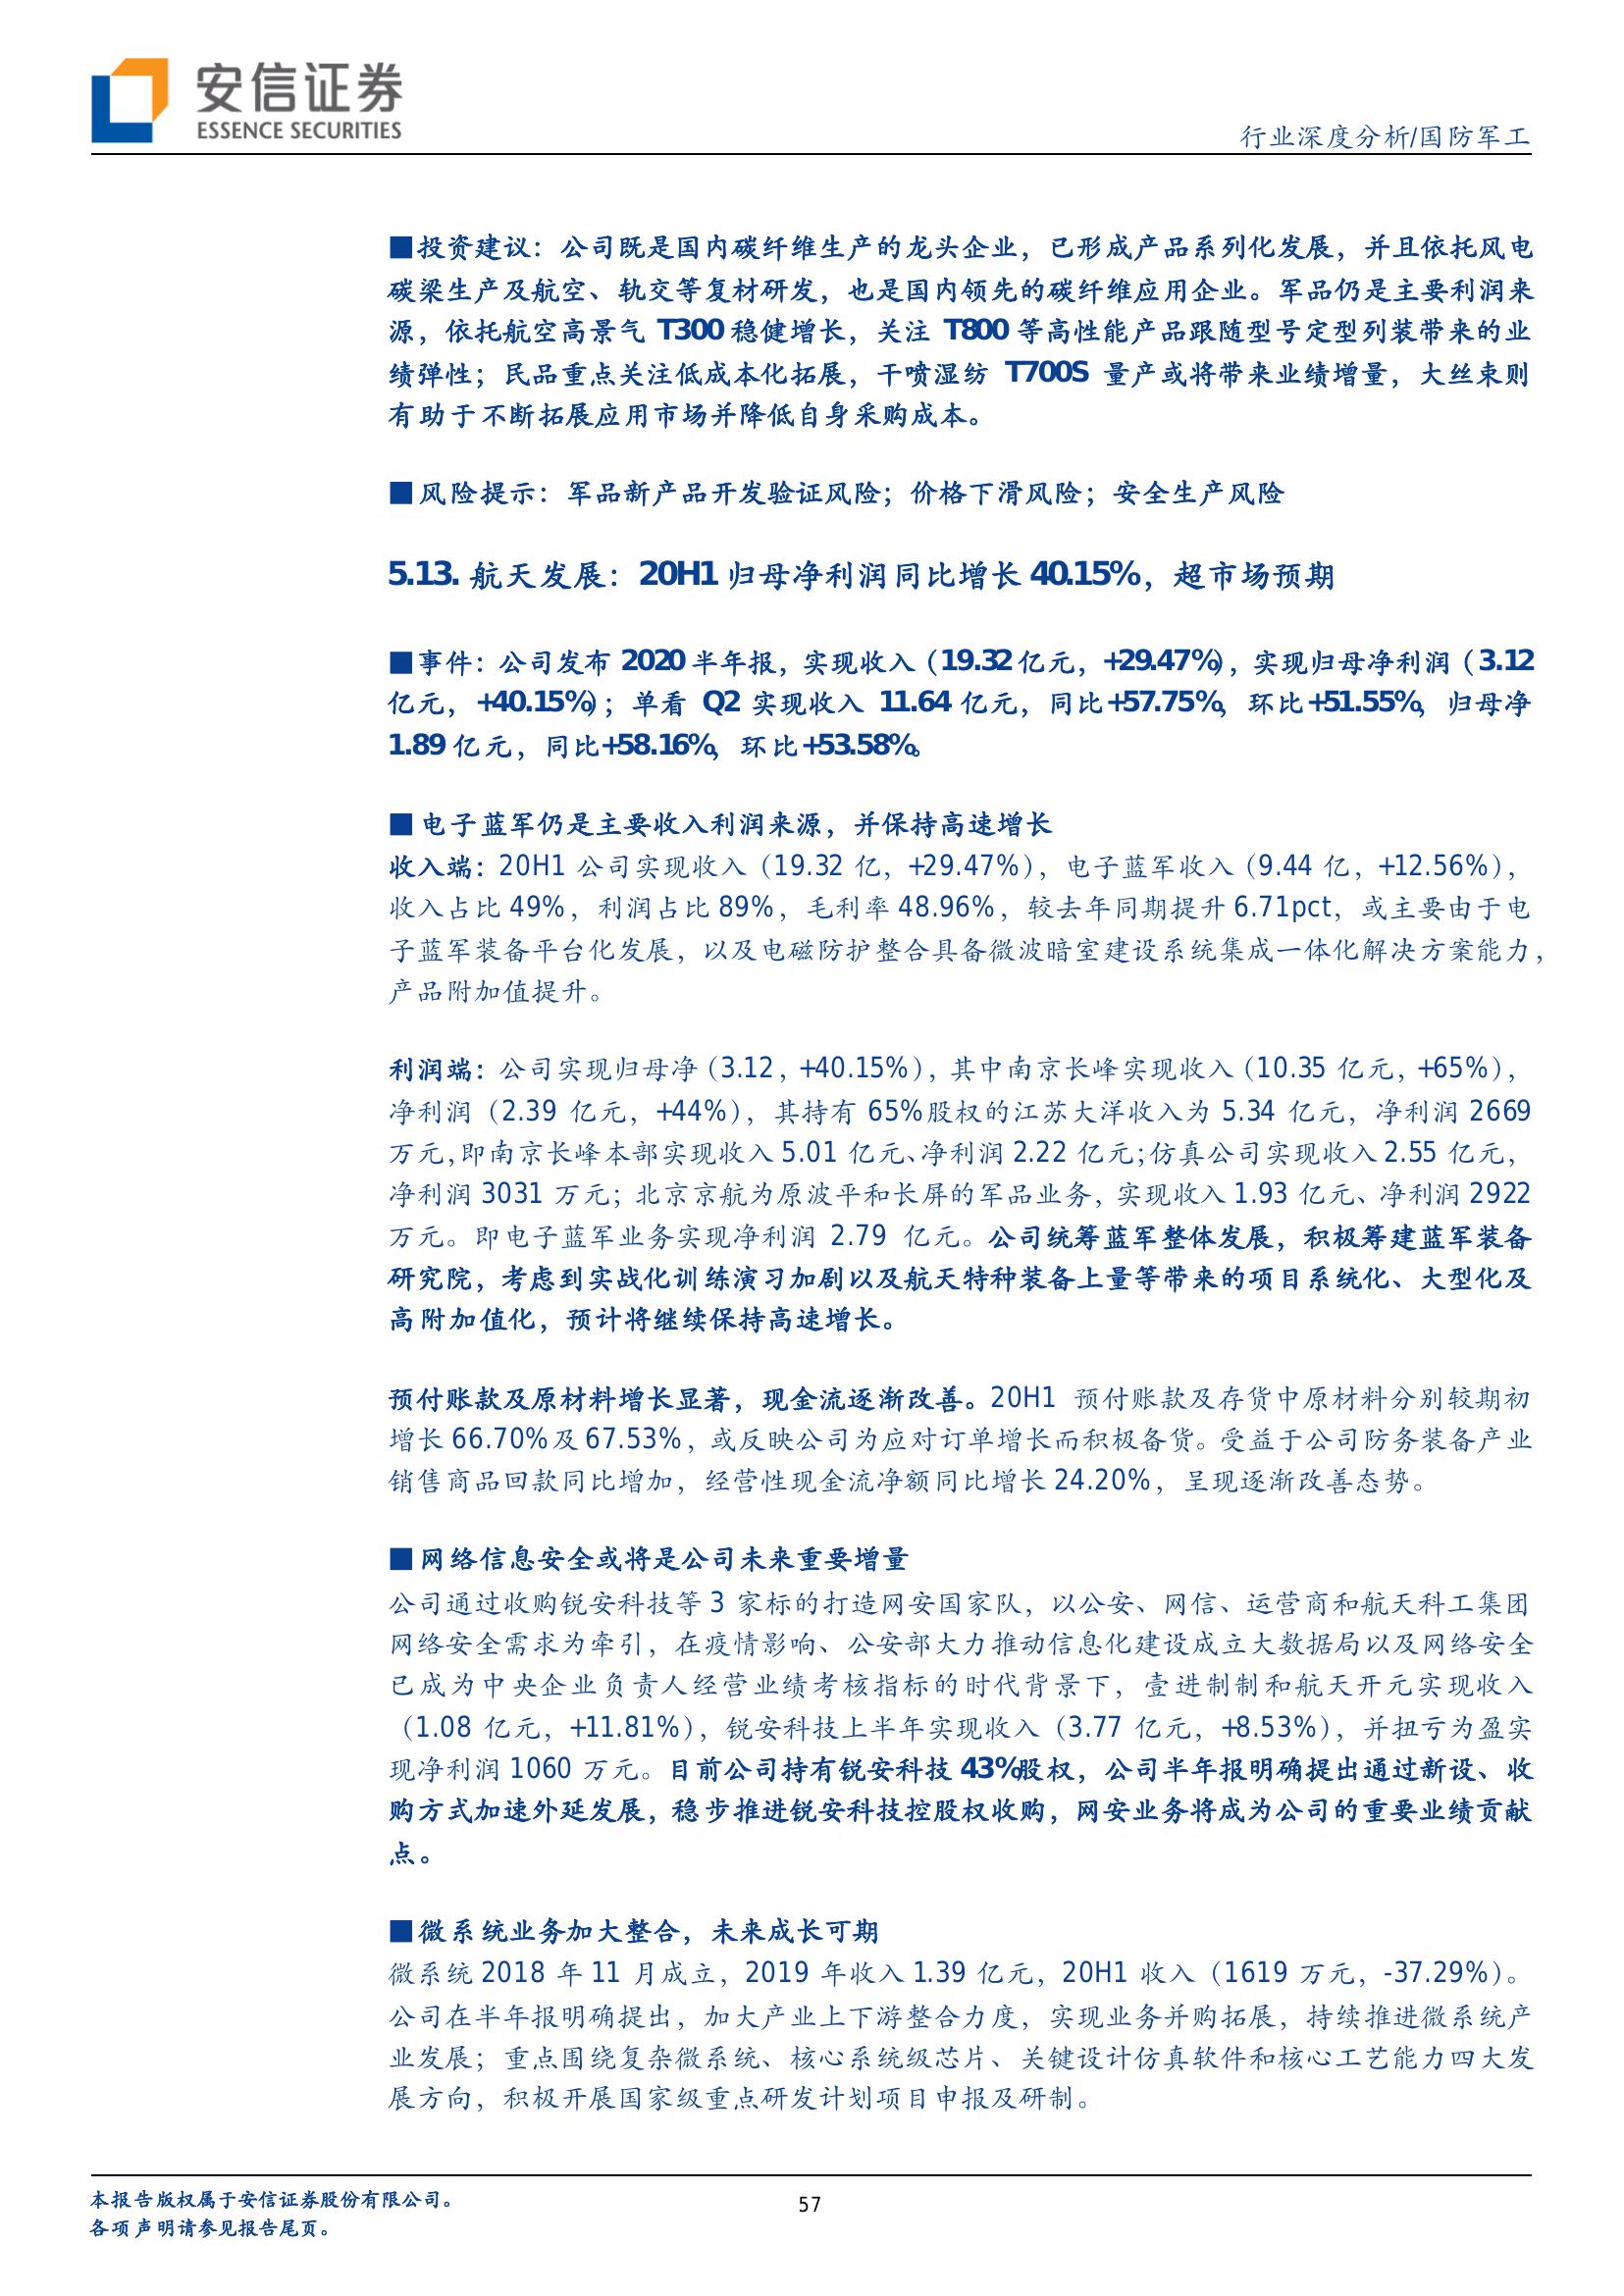 安信证券
ESSENCE SECURITIES
行业深度分析/国防军工
■投资建议：公司既是国内碳纤维生产的龙头企业，已形成产品系列化发展，并且依托风电
碳梁生产及航空、轨交等复材研发，也是国内领先的碳纤维应用企业。军品仍是主要利润来
源，依托航空高景气 T300 稳健增长，关注 T800 等高性能产品跟随型号定型列装带来的业
绩弹性；民品重点关注低成本化拓展，干喷湿纺 T700S 量产或将带来业绩增量，大丝束则
有助于不断拓展应用市场并降低自身采购成本。
■风险提示：军品新产品开发验证风险；价格下滑风险；安全生产风险
5.13. 航天发展：20H1 归母净利润同比增长 40.15%，超市场预期
■事件：公司发布 2020 半年报，实现收入（19.32 亿元，+29.47%），实现归母净利润（3.12
亿元，+40.15%）；单看 Q2 实现收入 11.64 亿元，同比+57.75%，环比+51.55%，归母净
1.89 亿元，同比+58.16%，环比+53.58%。
■电子蓝军仍是主要收入利润来源，并保持高速增长
收入端：20H1 公司实现收入（19.32 亿，+29.47%），电子蓝军收入（9.44 亿，+12.56%），
收入占比 49%，利润占比 89%，毛利率 48.96%，较去年同期提升 6.71pct，或主要由于电
子蓝军装备平台化发展，以及电磁防护整合具备微波暗室建设系统集成一体化解决方案能力，
产品附加值提升。
利润端：公司实现归母净（3.12，+40.15%），其中南京长峰实现收入（10.35 亿元，+65%），
净利润（2.39 亿元，+44%），其持有 65%股权的江苏大洋收入为 5.34 亿元，净利润 2669
万元，即南京长峰本部实现收入 5.01 亿元、净利润 2.22 亿元；仿真公司实现收入 2.55 亿元，
净利润 3031 万元；北京京航为原波平和长屏的军品业务，实现收入 1.93 亿元、净利润 2922
万元。即电子蓝军业务实现净利润 2.79 亿元。公司统筹蓝军整体发展，积极筹建蓝军装备
研究院，考虑到实战化训练演习加剧以及航天特种装备上量等带来的项目系统化、大型化及
高附加值化，预计将继续保持高速增长。
预付账款及原材料增长显著，现金流逐渐改善。20H1 预付账款及存货中原材料分别较期初
增长 66.70%及 67.53%，或反映公司为应对订单增长而积极备货。受益于公司防务装备产业
销售商品回款同比增加，经营性现金流净额同比增长 24.20%，呈现逐渐改善态势。
■网络信息安全或将是公司未来重要增量
公司通过收购锐安科技等 3 家标的打造网安国家队，以公安、网信、运营商和航天科工集团
网络安全需求为牵引，在疫情影响、公安部大力推动信息化建设成立大数据局以及网络安全
已成为中央企业负责人经营业绩考核指标的时代背景下，壹进制制和航天开元实现收入
（1.08 亿元，+11.81%），锐安科技上半年实现收入（3.77 亿元，+8.53%），并扭亏为盈实
现净利润 1060 万元。目前公司持有锐安科技 43%股权，公司半年报明确提出通过新设、收
购方式加速外延发展，稳步推进锐安科技控股权收购，网安业务将成为公司的重要业绩贡献
点。
■微系统业务加大整合，未来成长可期
微系统 2018 年 11 月成立，2019 年收入 1.39 亿元，20H1 收入（1619 万元，-37.29%）。
公司在半年报明确提出，加大产业上下游整合力度，实现业务并购拓展，持续推进微系统产
业发展；重点围绕复杂微系统、核心系统级芯片、关键设计仿真软件和核心工艺能力四大发
展方向，积极开展国家级重点研发计划项目申报及研制。
本报告版权属于安信证券股份有限公司。
各项声明请参见报告尾页。
57